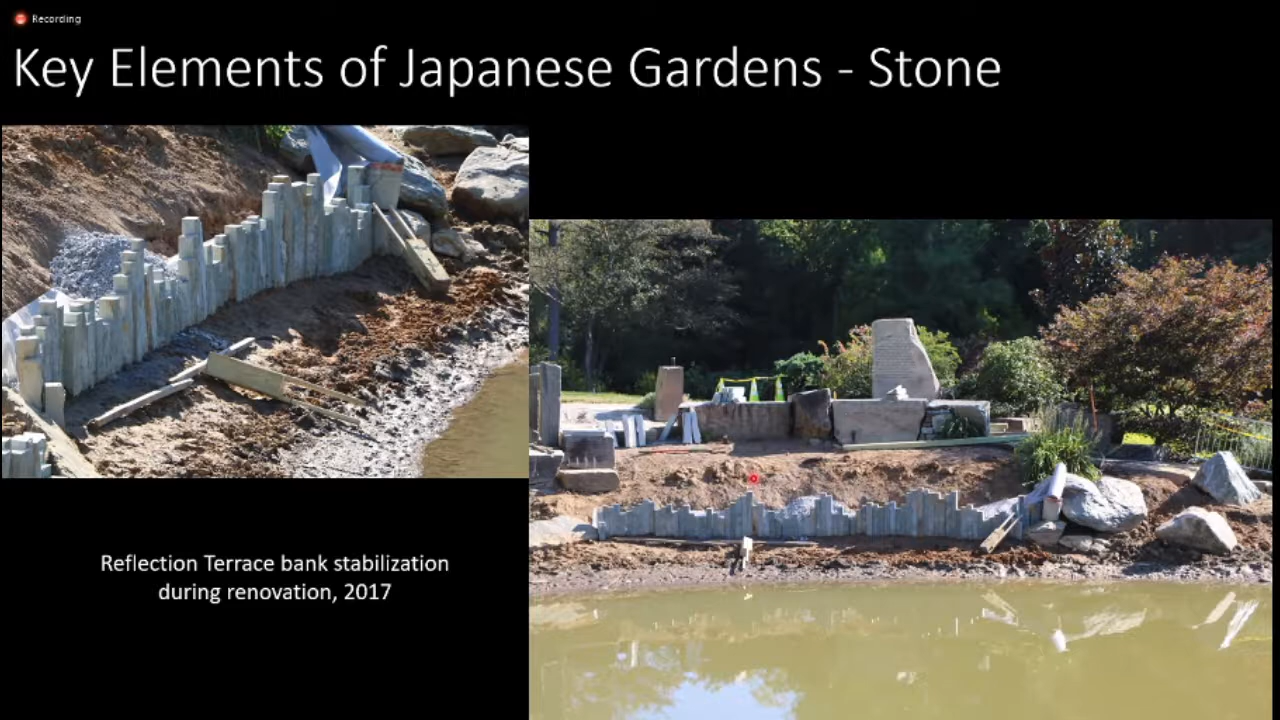 Recording
Key Elements of Japanese Gardens - Stone
Reflection Terrace bank stabilization
during renovation, 2017